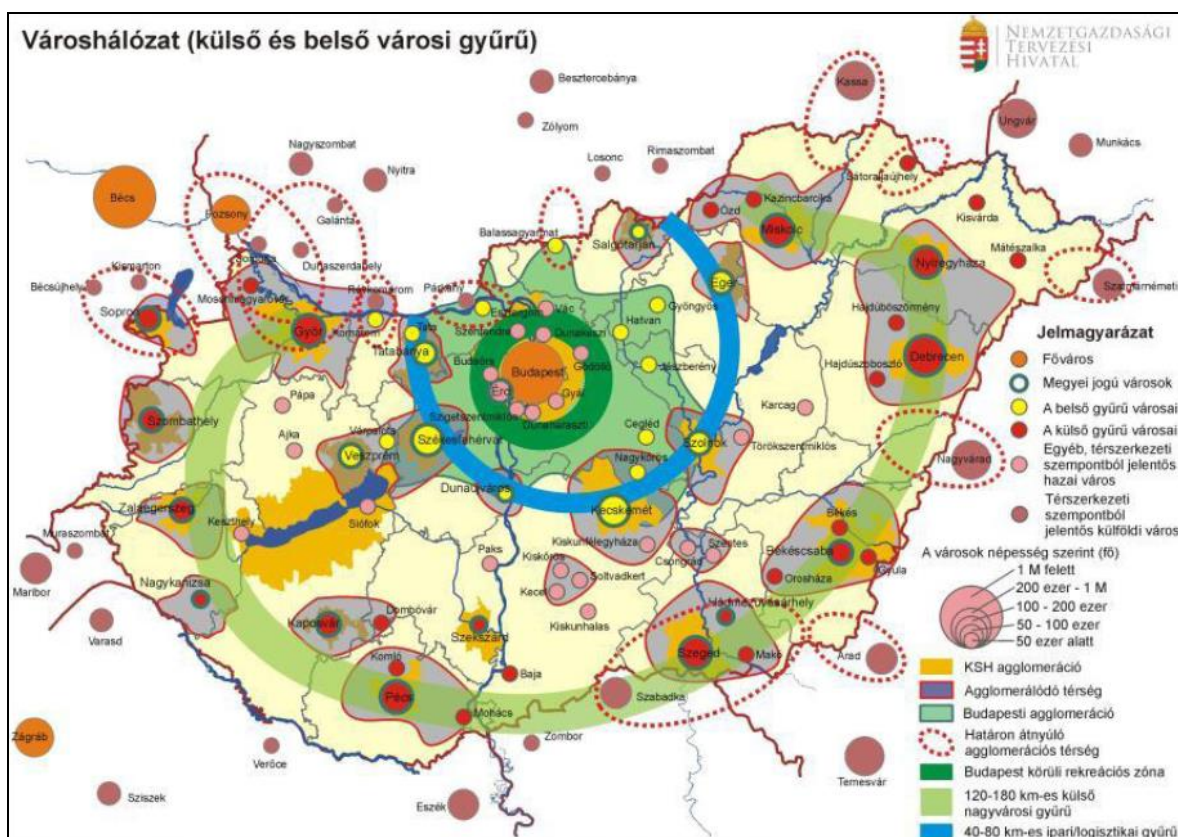 Városhálózat (külső és belső városi gyűrű)
NEMZETGAZDASÁGI
TERVEZÉSI
HIVATAL
Besztercebánya
Kassa
Zólyom
Ungvár
Munkács
Nagyszombat
Nyitra
Losonc
Rimaszombat
Bécs
Pozsony
Galánta
Sátoraljaújhely
Kazincbarcika
Ózd
Miskolc
Kisvárda
Balassagyarmat
Salgótarján
Dunaszerdahely
Kismarton
Bécsújhely
Mosonmagyaróvár
Révkomárom
Párkány
Eger
Nyíregyháza
Mátészalka
Szatmárnémeti
Sopron
Győr
Komárom
Tata
Esztergom
Vác
Gyöngyös
Hatvan
Szentendre
Dunakeszi
Hajdúböszörmény
Tatabánya
Budaörs
Budapest
Gödöllő
Jászberény
Hajdúszoboszló
Debrecen
Pápa
Érd
Gyál
Szombathely
Ajka
Várpalota
Szigetszentmiklós
Dunaharaszti
Karcag
Székesfehérvár
Cegléd
Veszprém
Szolnok
Törökszentmiklós
Nagyvárad
Nagykőrös
Dunaújváros
Zalaegerszeg
Keszthely
Siófok
Kecskemét
Muraszombat
Kiskunfélegyháza
Szentes
Békés
Maribor
Nagykanizsa
Paks
Kiskőrös
Csongrád
Békéscsaba
Gyula
Soltvadkert
Orosháza
Kecel
Varasd
Kaposvár
Dombóvár
Szekszárd
Kiskunhalas
Hódmezővásárhely
Komló
Baja
Szeged
Makó
Arad
Pécs
Mohács
Szabadka
Zágráb
Verőce
Zombor
Temesvár
Sziszek
Eszék
Jelmagyarázat
Főváros
Megyei jogú városok
A belső gyűrű városai
A külső gyűrű városai
Egyéb, térszerkezeti
szempontból jelentős
hazai város
Térszerkezeti
szempontból
jelentős külföldi város
A városok népesség szerint (fő)
1 M felett
200 ezer - 1 M
100 - 200 ezer
50 - 100 ezer
50 ezer alatt
KSH agglomeráció
Agglomerálódó térség
Budapesti agglomeráció
Határon átnyúló
agglomerációs térség
Budapest körüli rekreációs zóna
120-180 km-es külső
nagyvárosi gyűrű
40-80 km-es ipari/logisztikai gyűrű